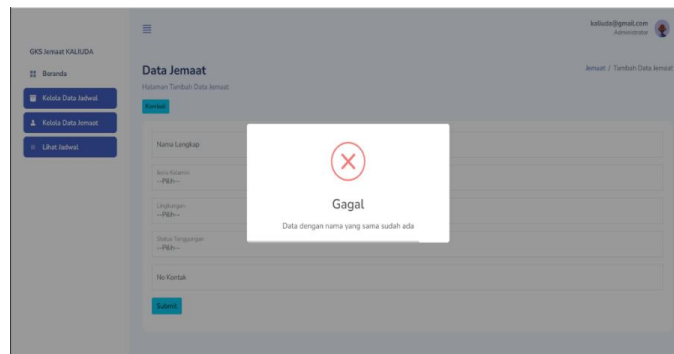 kaliuda@gmail.com
Administrator
GKS Jemaat KALIUDA
Beranda
Kelola Data Jadwal
Kelola Data Jemaat
Lihat Jadwal
Data Jemaat
Halaman Tambah Data Jemaat
Jemaat / Tambah Data Jemaat
Kembali
Nama Lengkap
Jenis Kelamin
--Pilih--
Lingkungan
--Pilih--
Status Tanggungan
--Pilih--
No Kontak
Submit
Gagal
Data dengan nama yang sama sudah ada